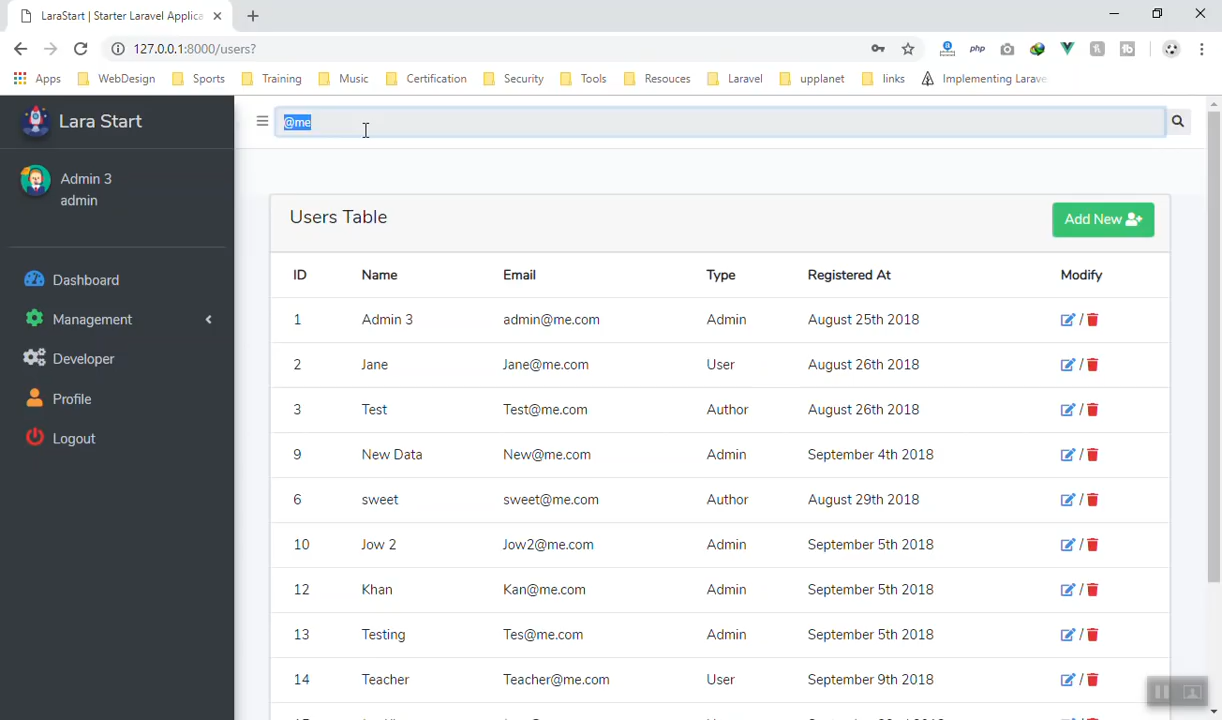 LaraStart | Starter Laravel Applica
127.0.0.1:8000/users?
php
Apps WebDesign Sports Training Music Certification Security Tools Resouces Laravel upplanet links Implementing Larave
Lara Start
@me
Admin 3
admin
Users Table
Add New
Dashboard
Management
Developer
Profile
Logout
ID Name Email Type Registered At Modify
1 Admin 3 admin@me.com Admin August 25th 2018 /
2 Jane Jane@me.com User August 26th 2018 /
3 Test Test@me.com Author August 26th 2018 /
9 New Data New@me.com Admin September 4th 2018 /
6 sweet sweet@me.com Author August 29th 2018 /
10 Jow 2 Jow2@me.com Admin September 5th 2018 /
12 Khan Kan@me.com Admin September 5th 2018 /
13 Testing Tes@me.com Admin September 5th 2018 /
14 Teacher Teacher@me.com User September 9th 2018 /